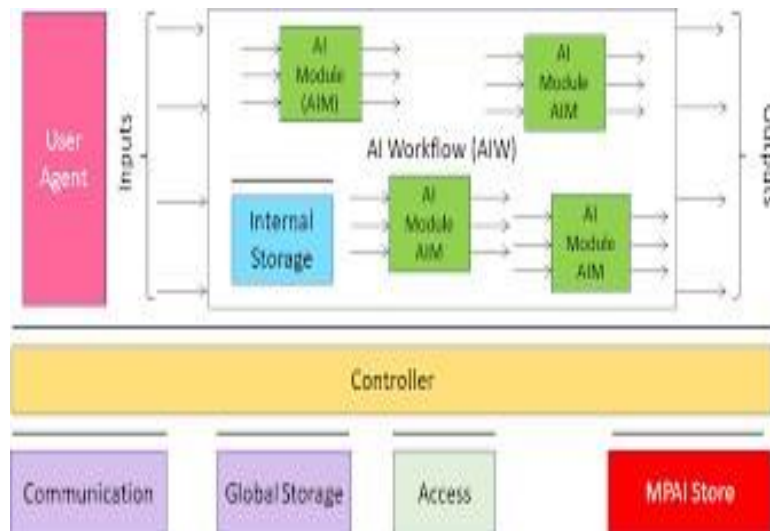 User
Agent
Inputs
AI
Module
(AIM)
AI
Module
AIM
AI Workflow (AIW)
Internal
Storage
AI
Module
AIM
AI
Module
AIM
Outputs
Controller
Communication
Global Storage
Access
MPAI Store